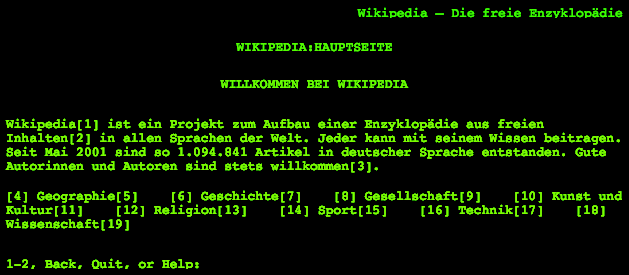 Wikipedia — Die freie Enzyklopädie
WIKIPEDIA:HAUPTSEITE
WILLKOMMEN BEI WIKIPEDIA
Wikipedia[1] ist ein Projekt zum Aufbau einer Enzyklopädie aus freien
Inhalten[2] in allen Sprachen der Welt. Jeder kann mit seinem Wissen beitragen.
Seit Mai 2001 sind so 1.094.841 Artikel in deutscher Sprache entstanden. Gute
Autorinnen und Autoren sind stets willkommen[3].
[4] Geographie[5] [6] Geschichte[7] [8] Gesellschaft[9] [10] Kunst und
Kultur[11] [12] Religion[13] [14] Sport[15] [16] Technik[17] [18]
Wissenschaft[19]
1-2, Back, Quit, or Help: